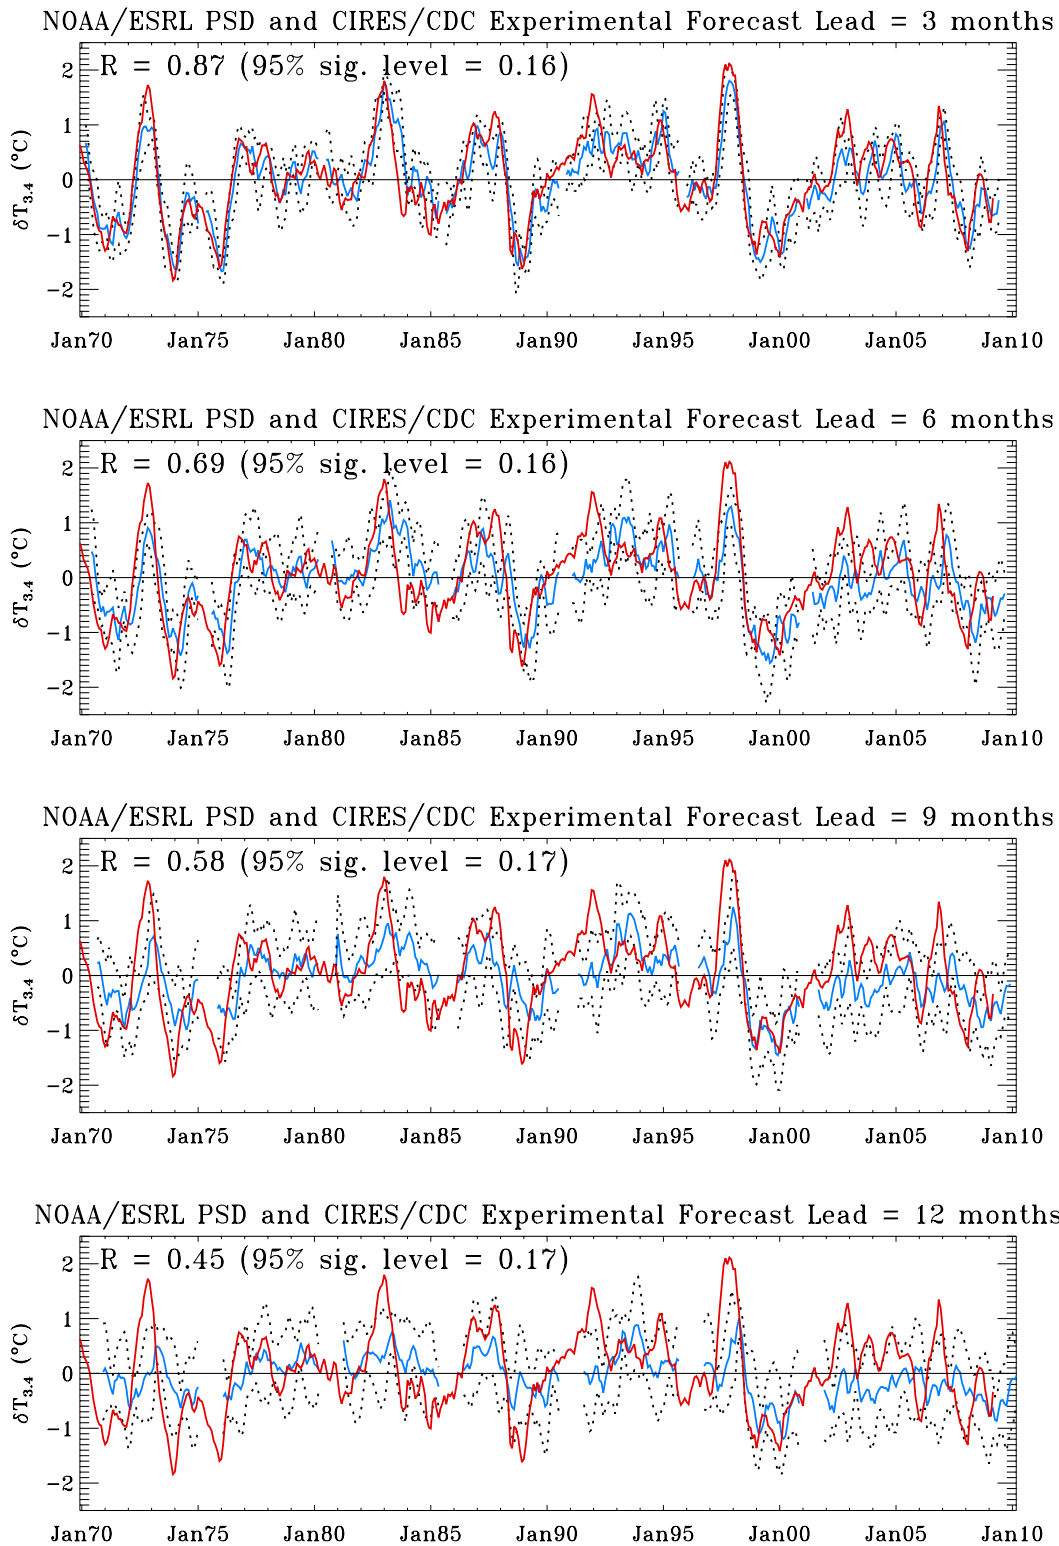 NOAA/ESRL PSD and CIRES/CDC Experimental Forecast Lead = 3 months
R = 0.87 (95% sig. level = 0.16)
2
1
0
−1
−2
δT3.4 (°C)
Jan70 Jan75 Jan80 Jan85 Jan90 Jan95 Jan00 Jan05 Jan10
NOAA/ESRL PSD and CIRES/CDC Experimental Forecast Lead = 6 months
R = 0.69 (95% sig. level = 0.16)
2
1
0
−1
−2
δT3.4 (°C)
Jan70 Jan75 Jan80 Jan85 Jan90 Jan95 Jan00 Jan05 Jan10
NOAA/ESRL PSD and CIRES/CDC Experimental Forecast Lead = 9 months
R = 0.58 (95% sig. level = 0.17)
2
1
0
−1
−2
δT3.4 (°C)
Jan70 Jan75 Jan80 Jan85 Jan90 Jan95 Jan00 Jan05 Jan10
NOAA/ESRL PSD and CIRES/CDC Experimental Forecast Lead = 12 months
R = 0.45 (95% sig. level = 0.17)
2
1
0
−1
−2
δT3.4 (°C)
Jan70 Jan75 Jan80 Jan85 Jan90 Jan95 Jan00 Jan05 Jan10